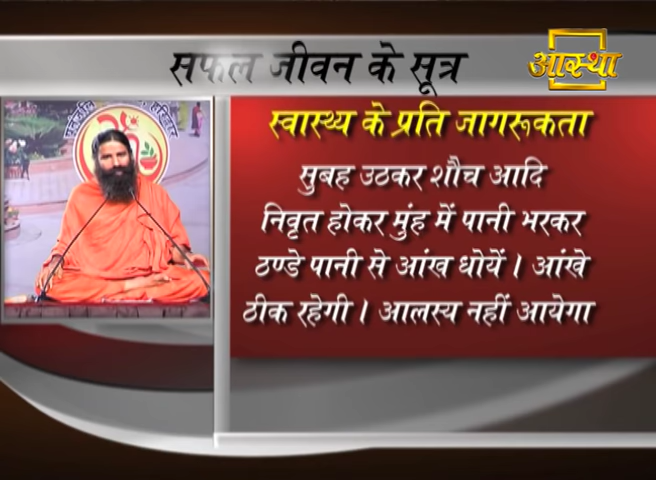 सफल जीवन के सूत्र
आस्था
स्वास्थ्य के प्रति जागरूकता
सुबह उठकर शौच आदि
निवृत होकर मुंह में पानी भरकर
ठण्डे पानी से आंख धोयें । आंखे
ठीक रहेगी । आलस्य नहीं आयेगा